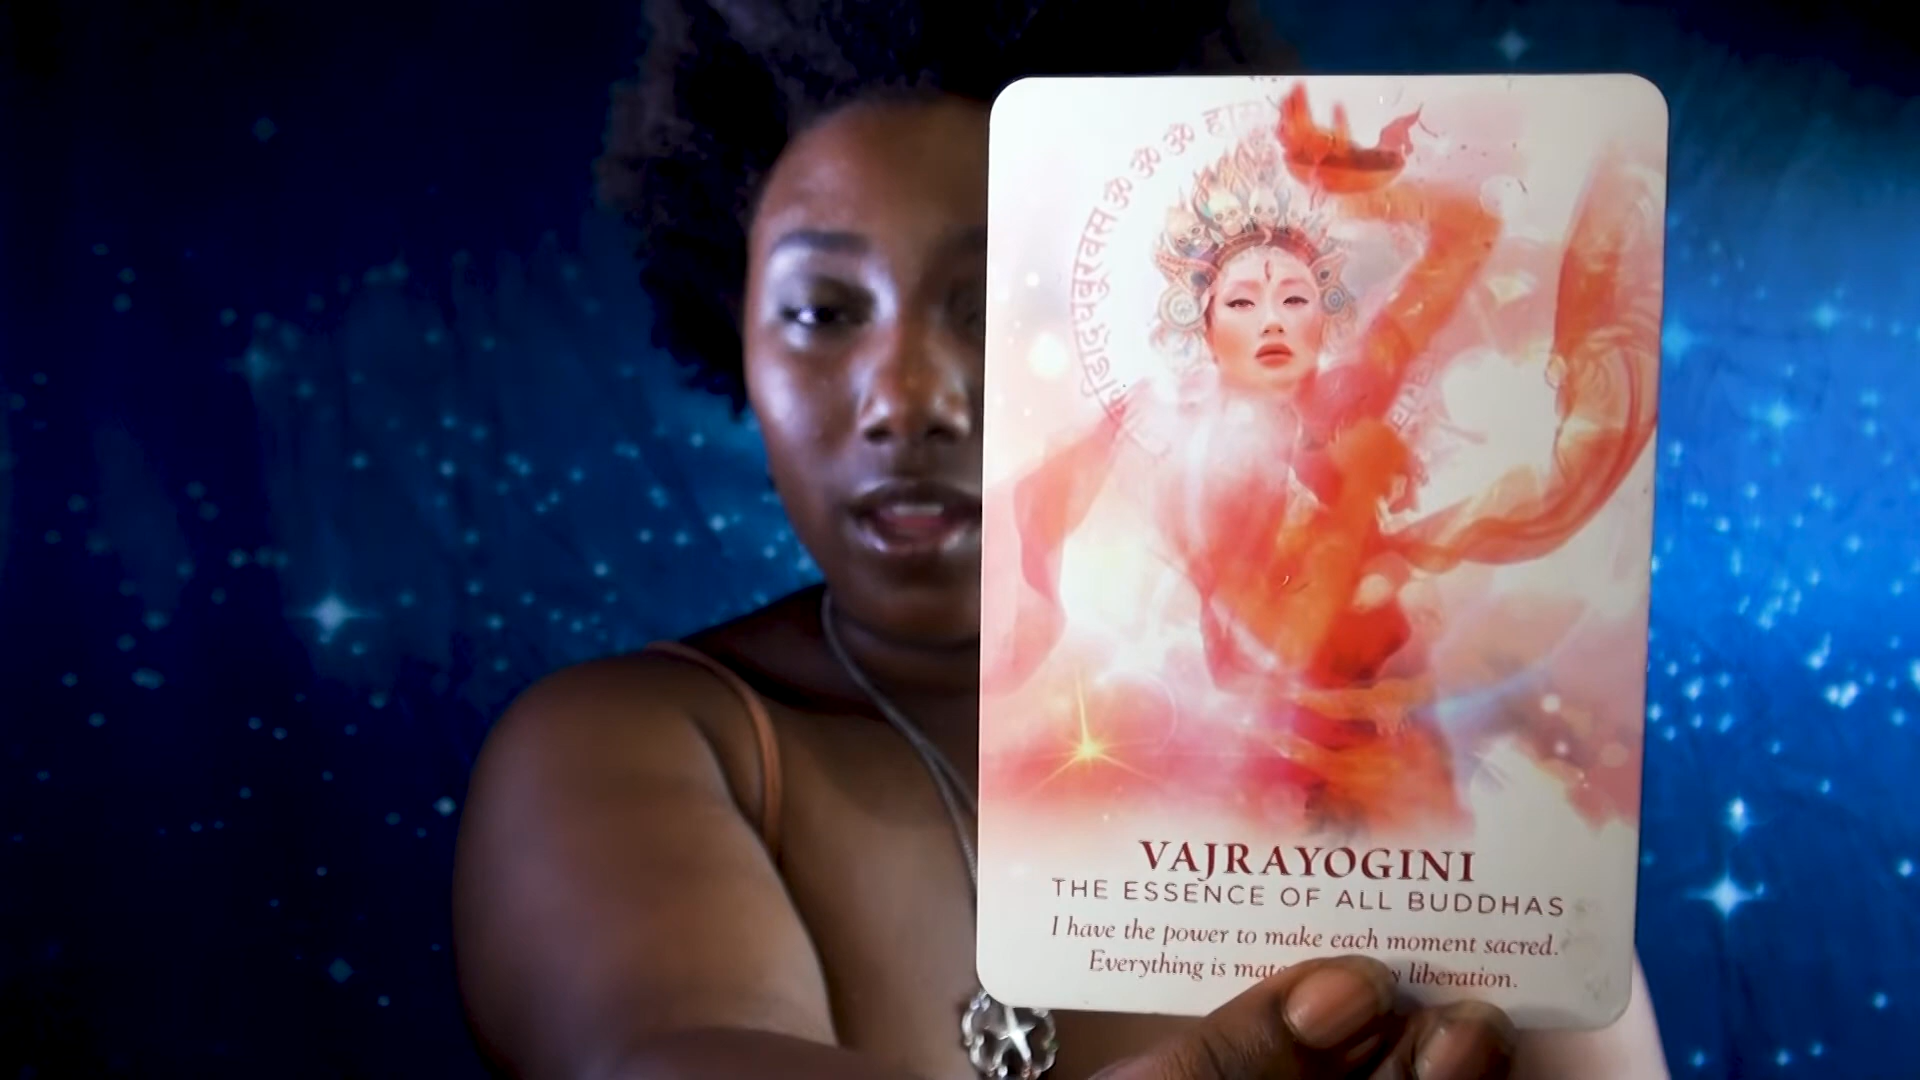 ॐ ॐ ॐ
VAJRAYOGINI
THE ESSENCE OF ALL BUDDHAS
I have the power to make each moment sacred.
Everything is liberation.